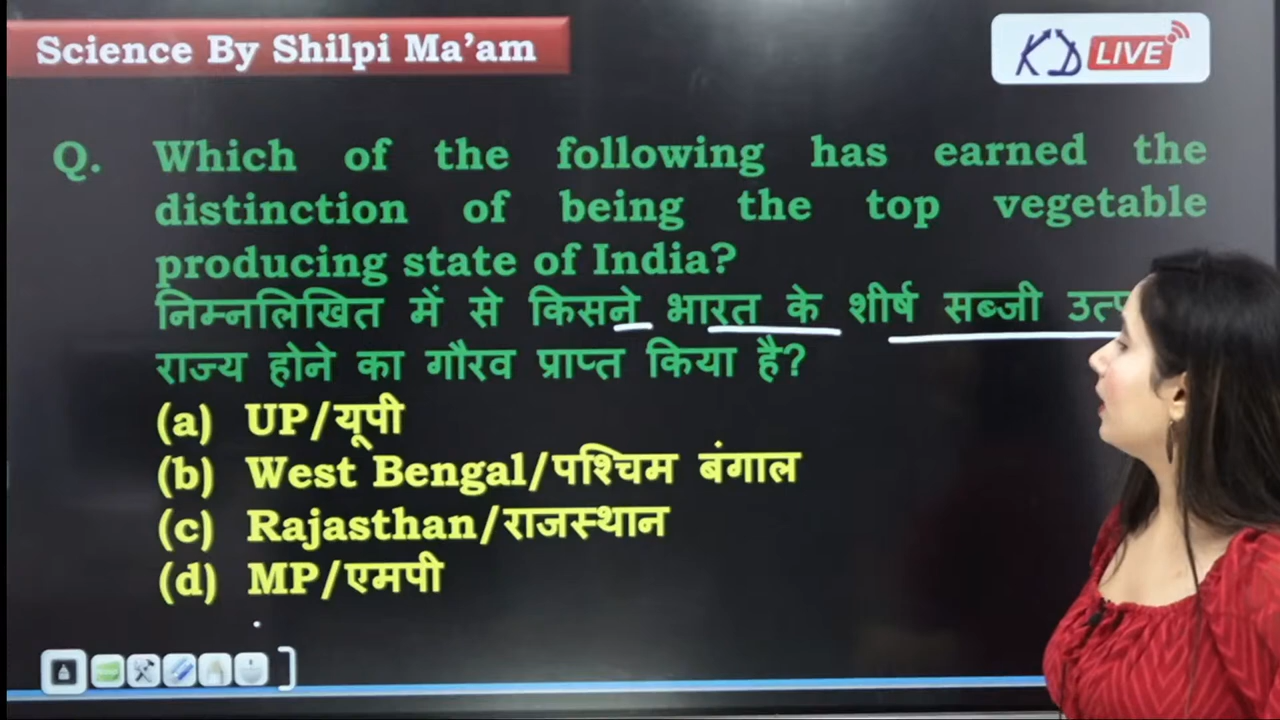 Science By Shilpi Ma’am
KD LIVE
Q. Which of the following has earned the
distinction of being the top vegetable
producing state of India?
निम्नलिखित में से किसने भारत के शीर्ष सब्जी
राज्य होने का गौरव प्राप्त किया है?
(a) UP/यूपी
(b) West Bengal/पश्चिम बंगाल
(c) Rajasthan/राजस्थान
(d) MP/एमपी